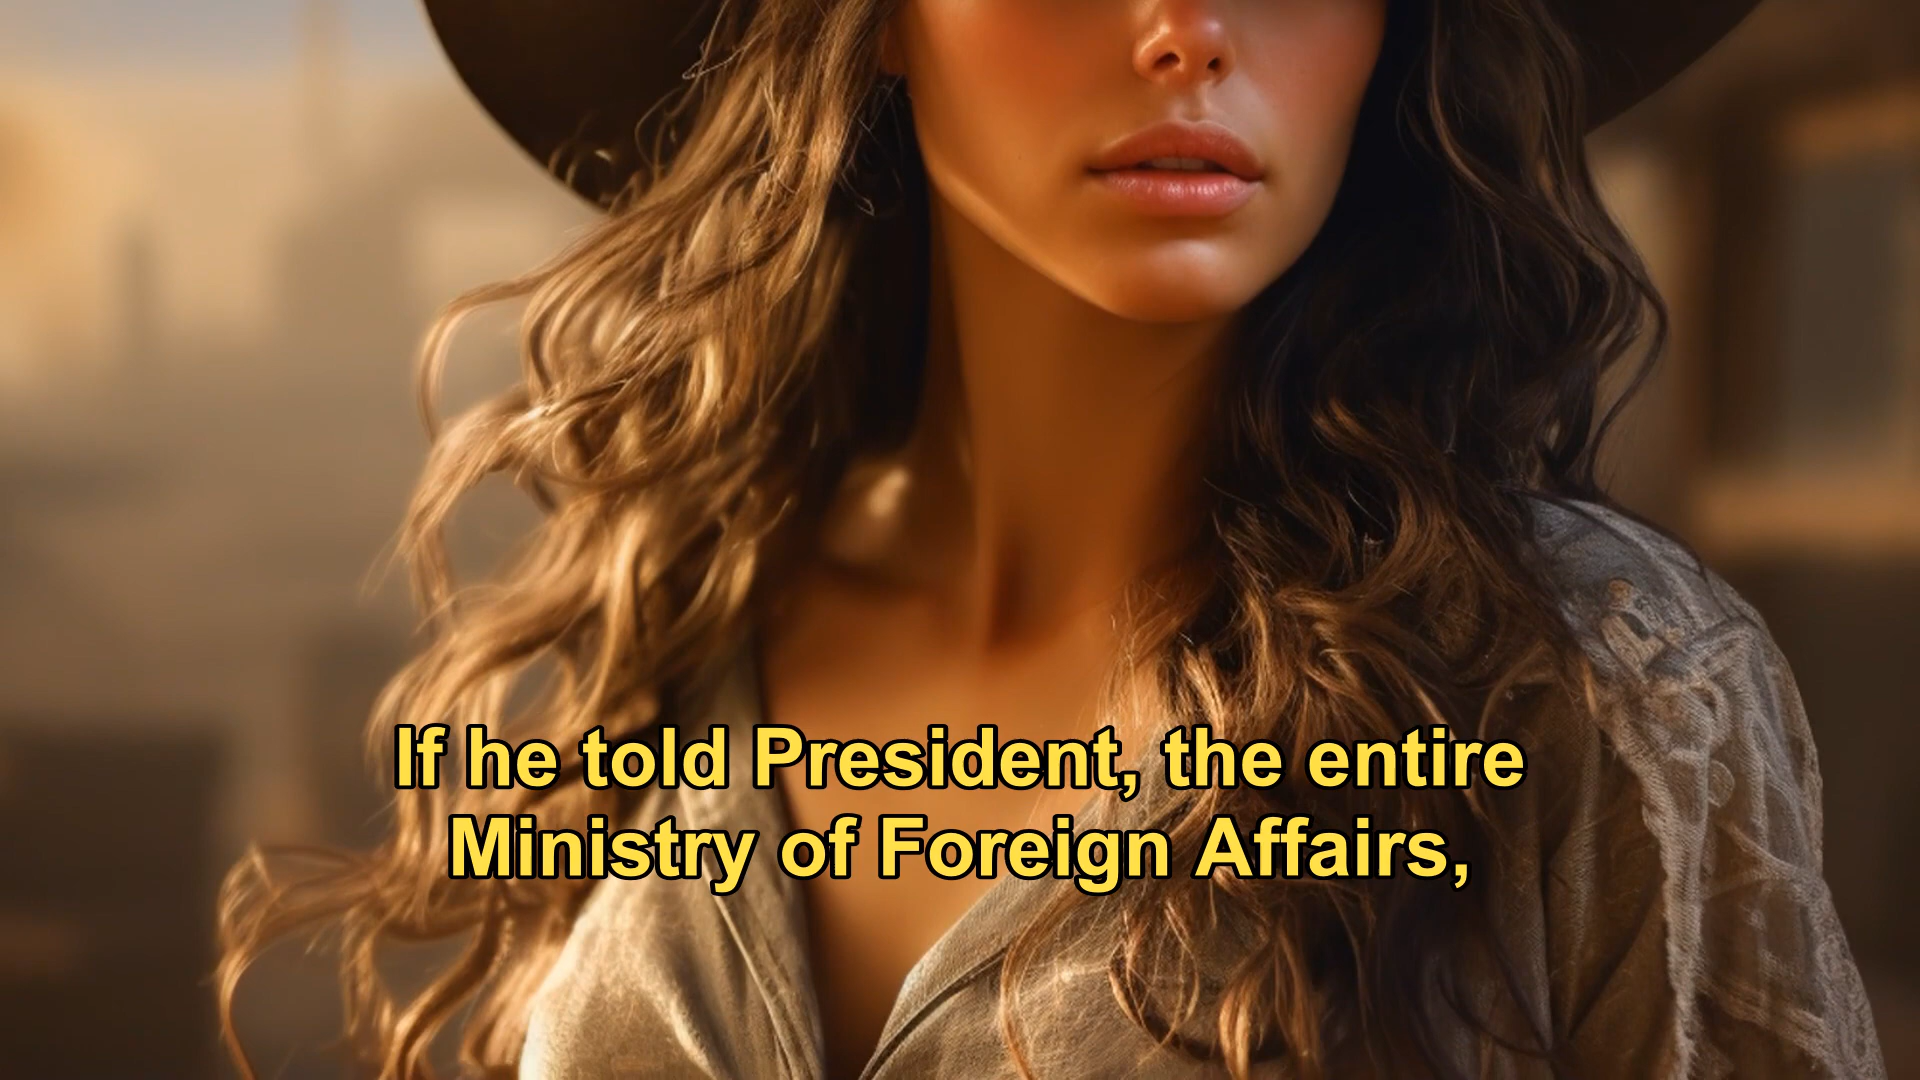 If he told President, the entire
Ministry of Foreign Affairs,